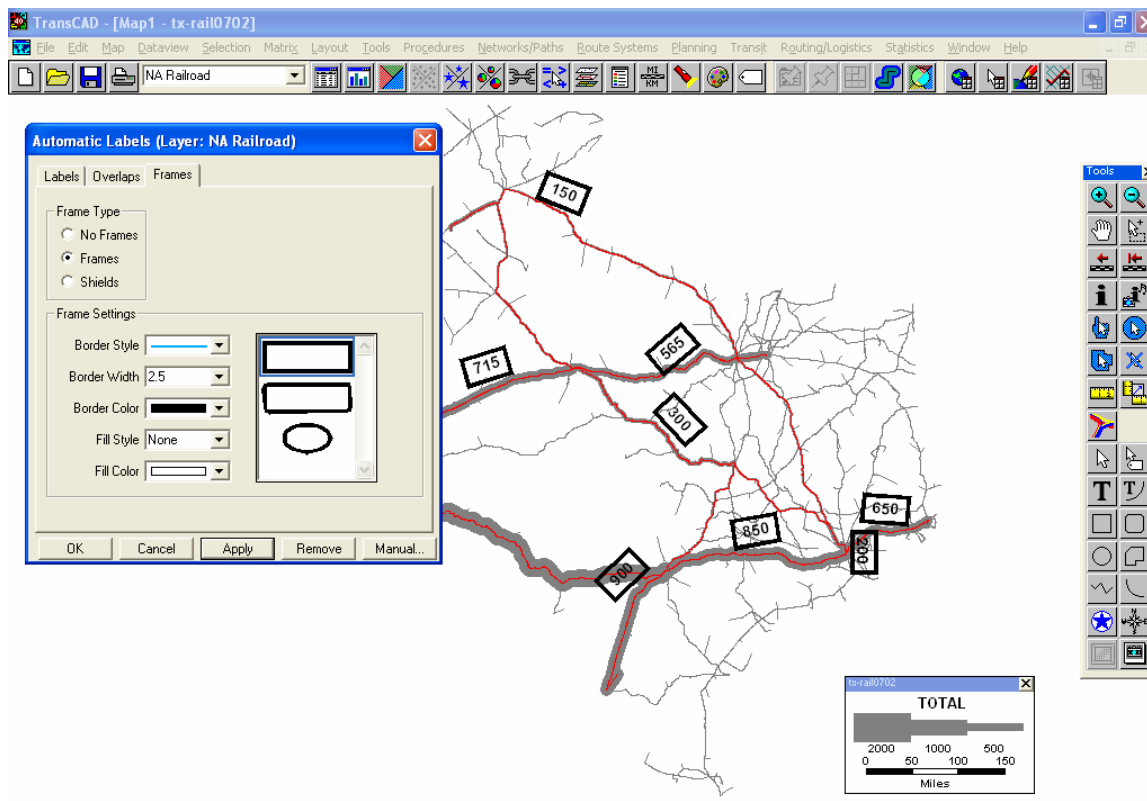 TransCAD - [Map1 - tx-rail0702]
File Edit Map Dataview Selection Matrix Layout Tools Procedures Networks/Paths Route Systems Planning Transit Routing/Logistics Statistics Window Help
NA Railroad
MI
KM
Automatic Labels (Layer: NA Railroad)
Labels Overlaps Frames
Frame Type
No Frames
Frames
Shields
Frame Settings
Border Style
Border Width 2.5
Border Color
Fill Style None
Fill Color
OK Cancel Apply Remove Manual...
150
565
715
300
650
850
200
900
Tools
T T
tx-rail0702
TOTAL
2000 1000 500
0 50 100 150
Miles